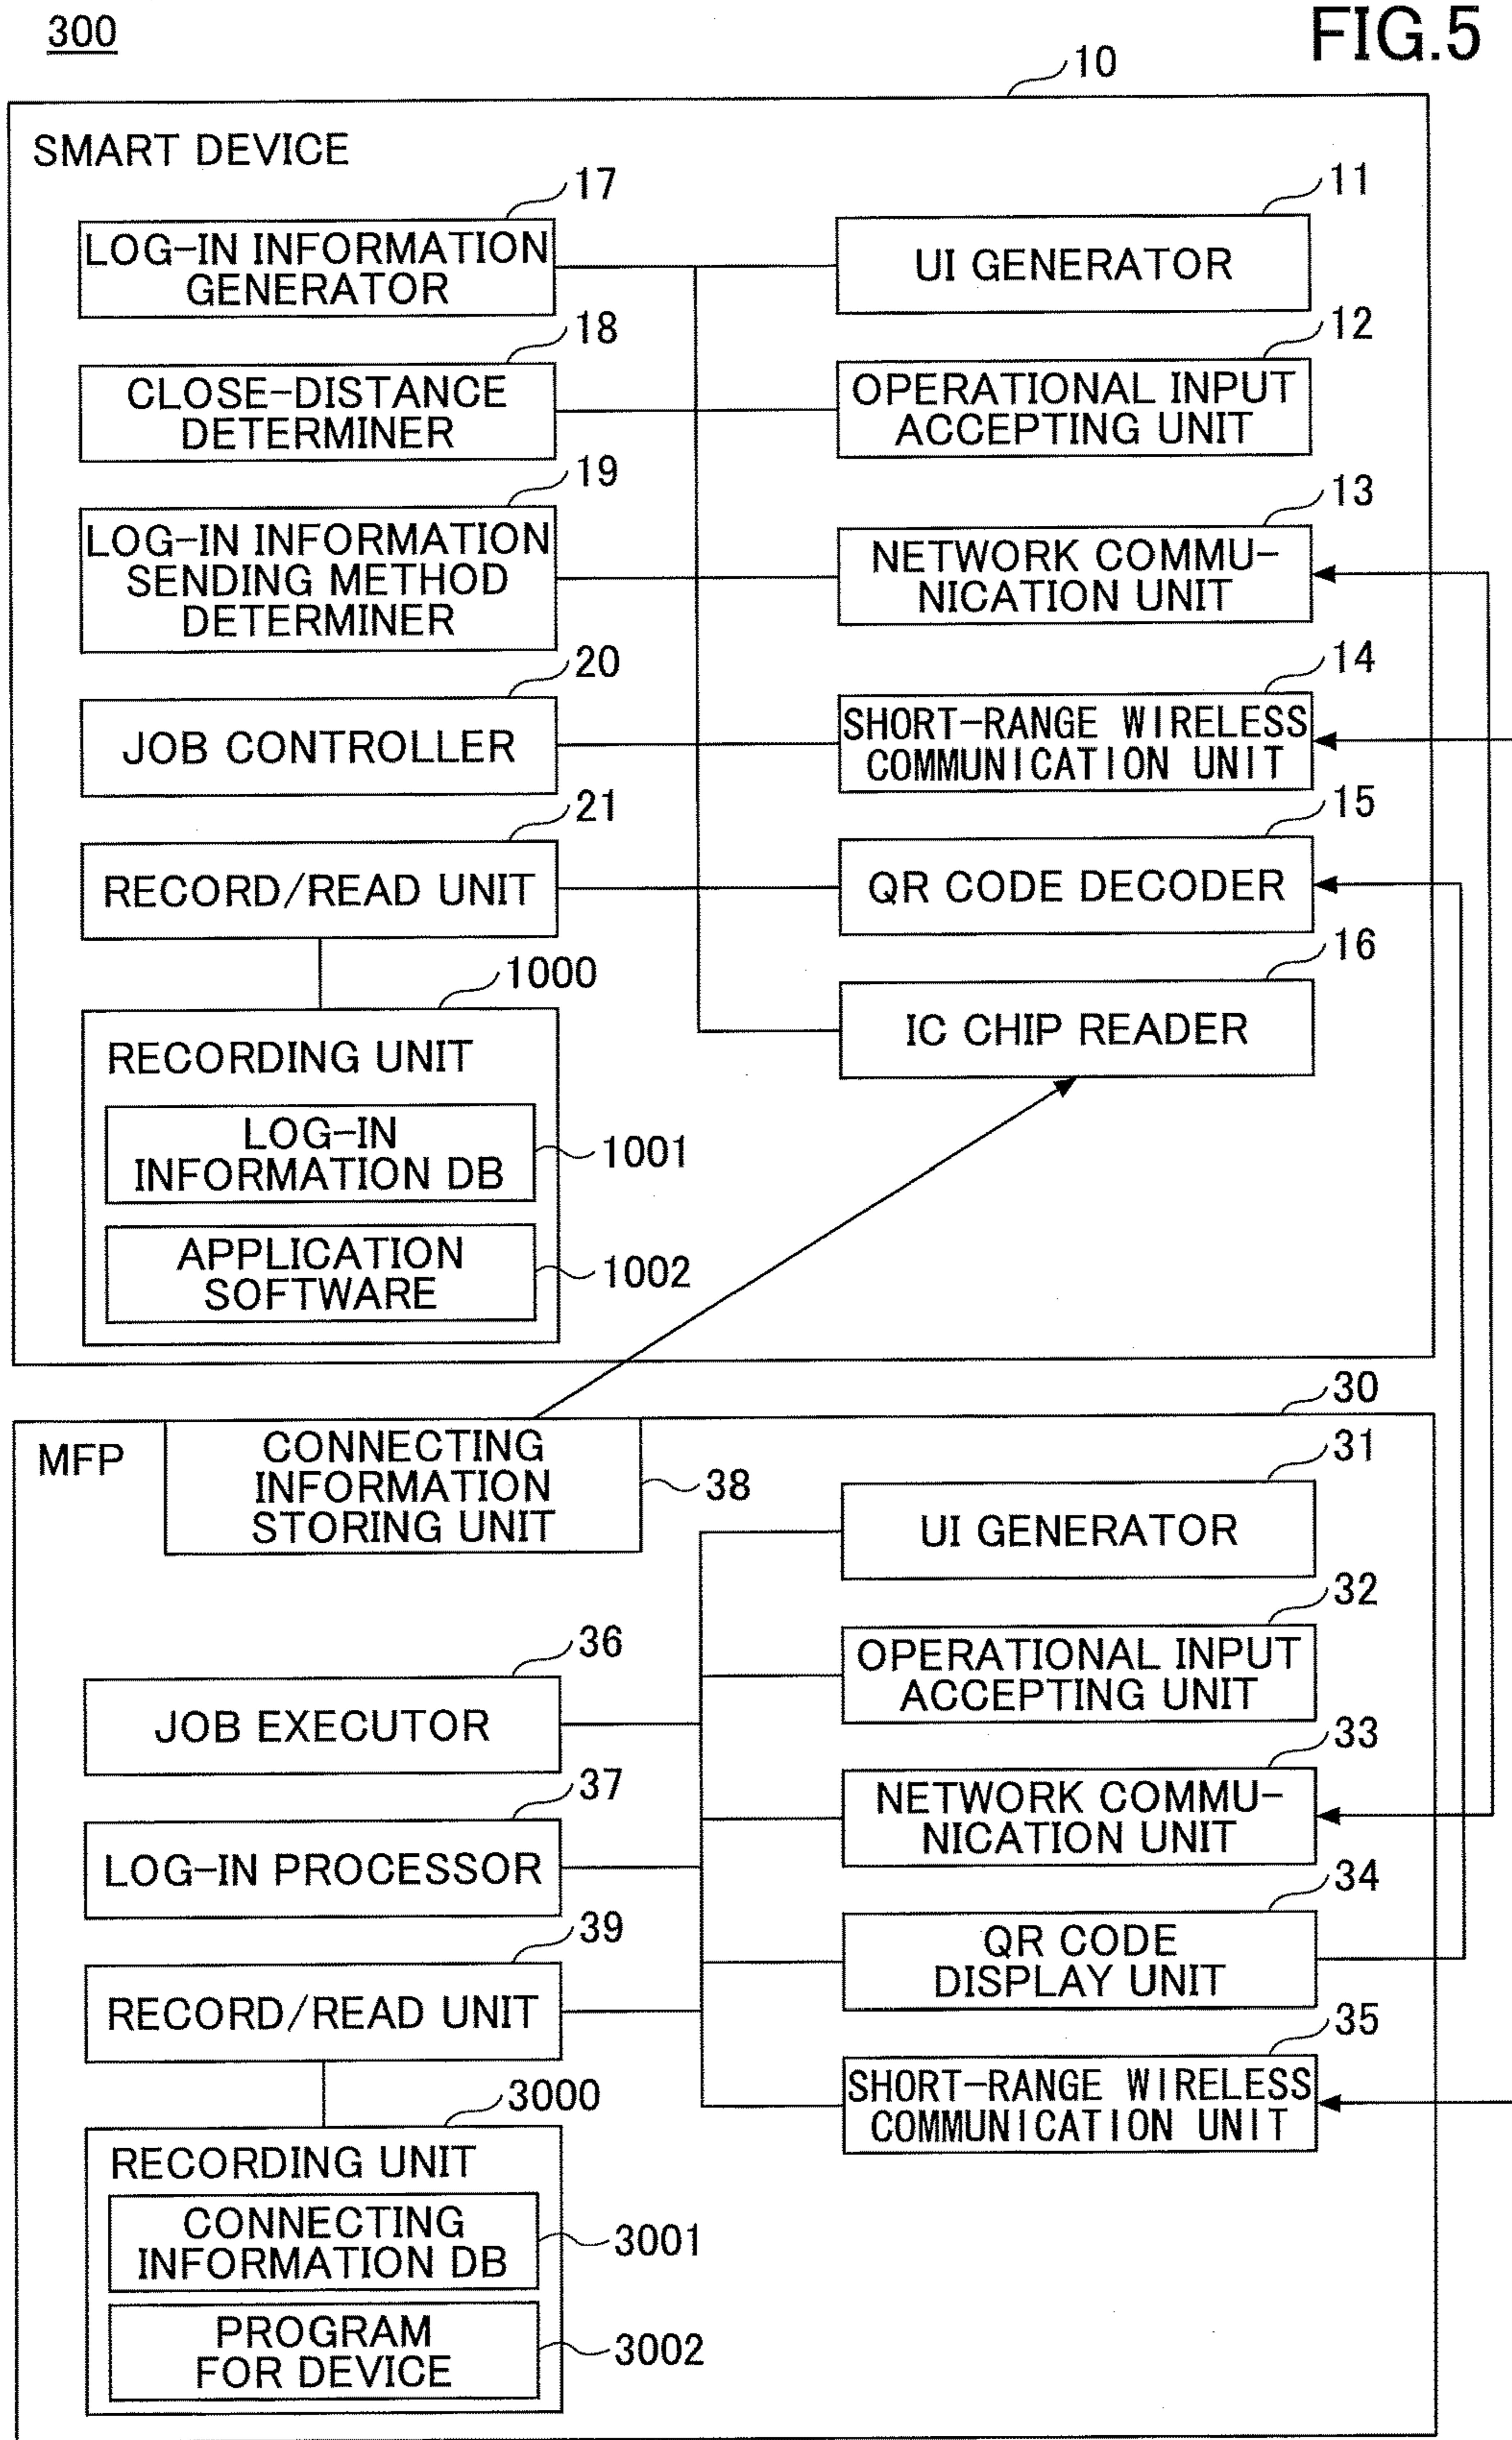 300
FIG.5
10
SMART DEVICE
17
LOG-IN INFORMATION
GENERATOR
11
UI GENERATOR
18
CLOSE-DISTANCE
DETERMINER
12
OPERATIONAL INPUT
ACCEPTING UNIT
19
LOG-IN INFORMATION
SENDING METHOD
DETERMINER
13
NETWORK COMMU-
NICATION UNIT
20
JOB CONTROLLER
14
SHORT-RANGE WIRELESS
COMMUNICATION UNIT
21
RECORD/READ UNIT
15
QR CODE DECODER
16
IC CHIP READER
1000
RECORDING UNIT
LOG-IN
INFORMATION DB
1001
APPLICATION
SOFTWARE
1002
30
MFP
CONNECTING
INFORMATION
STORING UNIT
38
31
UI GENERATOR
32
OPERATIONAL INPUT
ACCEPTING UNIT
36
JOB EXECUTOR
33
NETWORK COMMU-
NICATION UNIT
37
LOG-IN PROCESSOR
34
QR CODE
DISPLAY UNIT
39
RECORD/READ UNIT
35
SHORT-RANGE WIRELESS
COMMUNICATION UNIT
3000
RECORDING UNIT
CONNECTING
INFORMATION DB
3001
PROGRAM
FOR DEVICE
3002